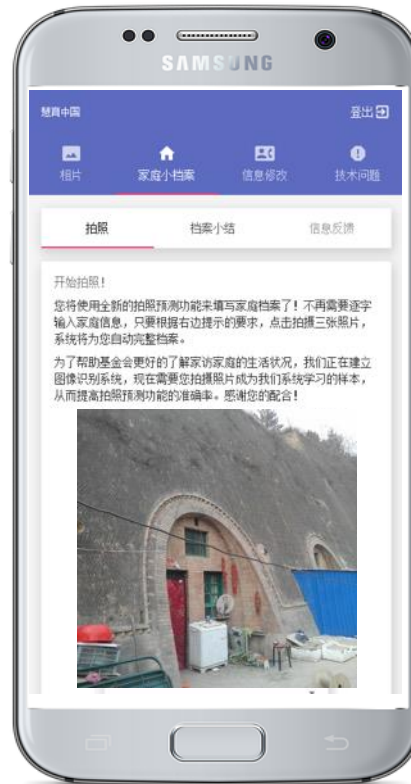 SAMSUNG
慧育中国 登出
相片 家庭小档案 信息修改 技术问题
拍照 档案小结 信息反馈
开始拍照！
您将使用全新的拍照预测功能来填写家庭档案了！不再需要逐字
输入家庭信息，只要根据右边提示的要求，点击拍摄三张照片，
系统将为您自动完整档案。
为了帮助基金会更好的了解家访家庭的生活状况，我们正在建立
图像识别系统，现在需要您拍摄照片成为我们系统学习的样本，
从而提高拍照预测功能的准确率。感谢您的配合！